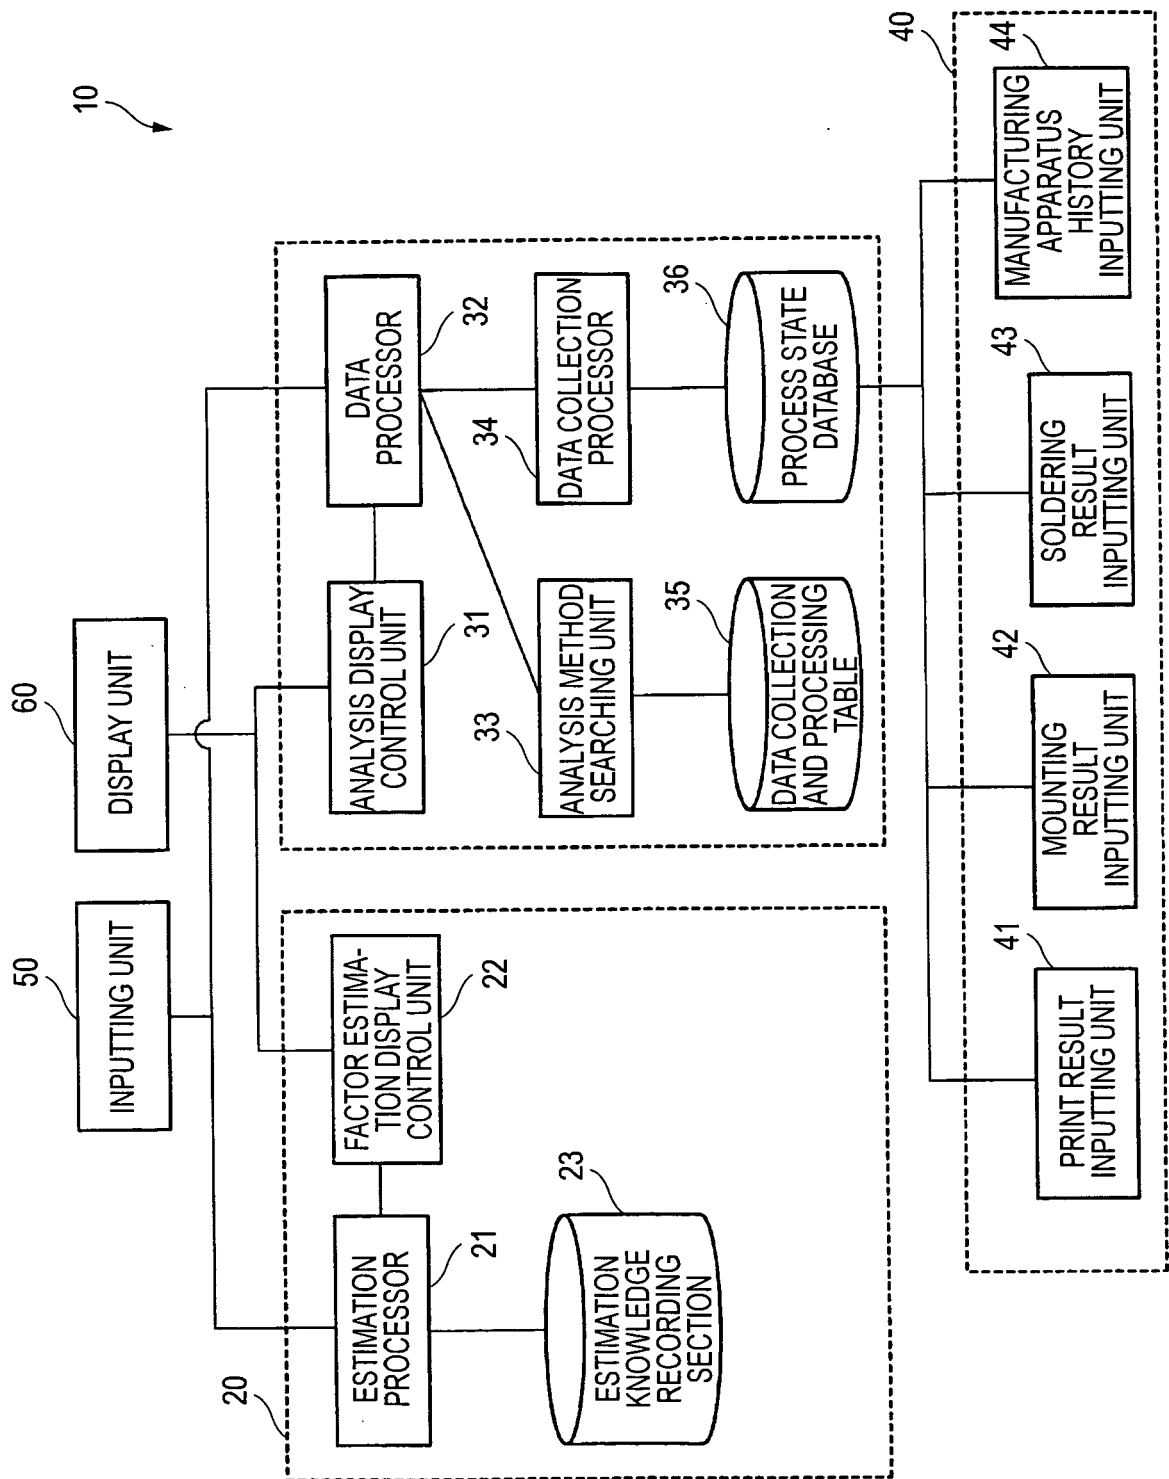 10
50
INPUTTING UNIT
60
DISPLAY UNIT
20
ESTIMATION
PROCESSOR
21
FACTOR ESTIMA-
TION DISPLAY
CONTROL UNIT
22
ESTIMATION
KNOWLEDGE
RECORDING
SECTION
23
ANALYSIS DISPLAY
CONTROL UNIT
31
DATA
PROCESSOR
32
33
ANALYSIS METHOD
SEARCHING UNIT
34
DATA COLLECTION
PROCESSOR
35
DATA COLLECTION
AND PROCESSING
TABLE
36
PROCESS STATE
DATABASE
40
41
PRINT RESULT
INPUTTING UNIT
42
MOUNTING
RESULT
INPUTTING UNIT
43
SOLDERING
RESULT
INPUTTING UNIT
44
MANUFACTURING
APPARATUS
HISTORY
INPUTTING UNIT